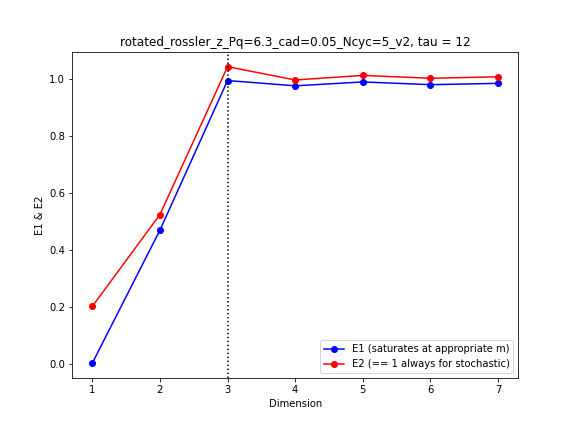 rotated_rossler_z_Pq=6.3_cad=0.05_Ncyc=5_v2, tau = 12
E1 & E2
1.0
0.8
0.6
0.4
0.2
0.0
E1 (saturates at appropriate m)
E2 (== 1 always for stochastic)
1 2 3 4 5 6 7
Dimension